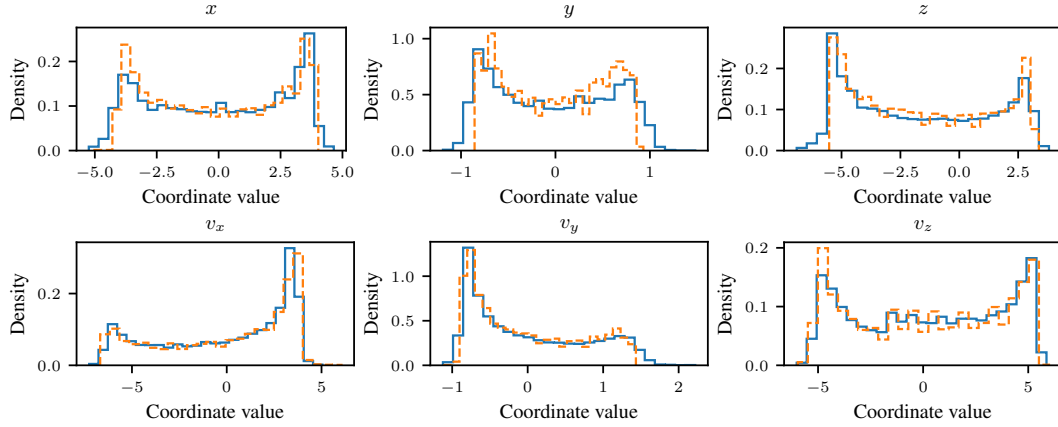 x y z
Density 0.0 0.1 0.2 −5.0 −2.5 0.0 2.5 5.0 Coordinate value
Density 0.0 0.5 1.0 −1 0 1 Coordinate value
Density 0.0 0.1 0.2 −5.0 −2.5 0.0 2.5 Coordinate value
v_x v_y v_z
Density 0.0 0.2 −5 0 5 Coordinate value
Density 0.0 0.5 1.0 −1 0 1 2 Coordinate value
Density 0.0 0.1 0.2 −5 0 5 Coordinate value